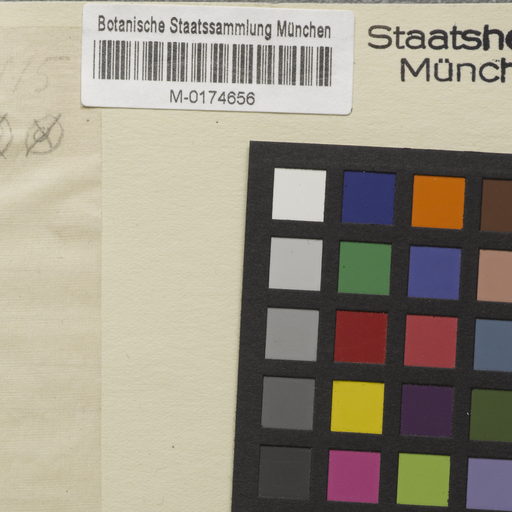 Botanische Staatssammlung München
M-0174656
Staatshe
Münch